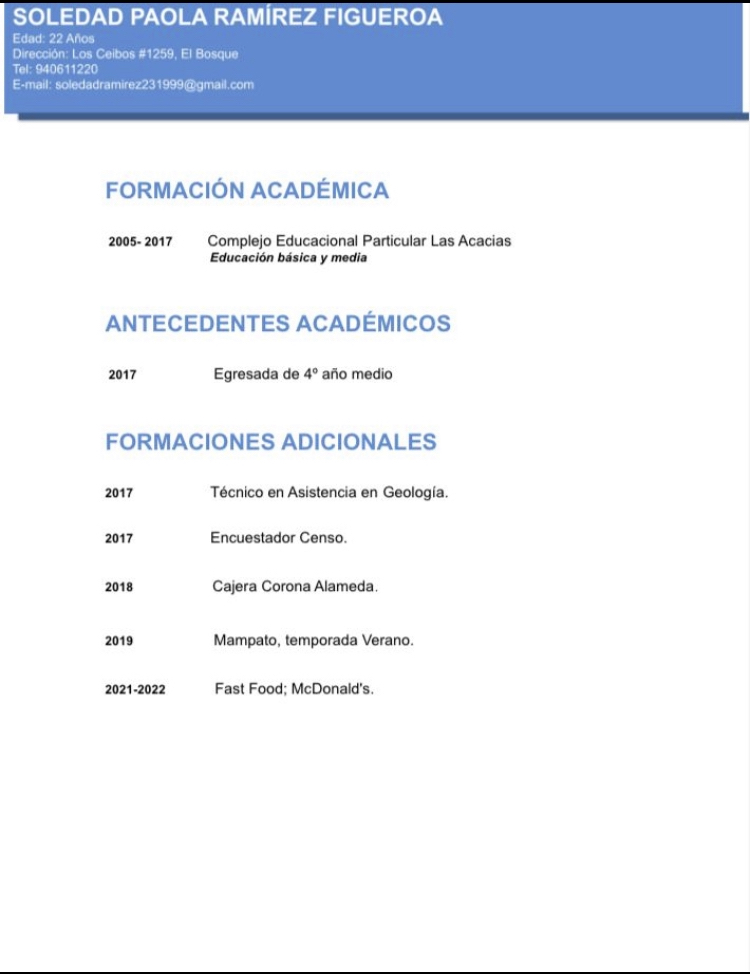 SOLEDAD PAOLA RAMÍREZ FIGUEROA
Edad: 22 Años
Dirección: Los Ceibos #1259, El Bosque
Tel: 940611220
E-mail: soledadramirez231999@gmail.com
FORMACIÓN ACADÉMICA
2005- 2017 Complejo Educacional Particular Las Acacias
Educación básica y media
ANTECEDENTES ACADÉMICOS
2017 Egresada de 4º año medio
FORMACIONES ADICIONALES
2017 Técnico en Asistencia en Geología.
2017 Encuestador Censo.
2018 Cajera Corona Alameda.
2019 Mampato, temporada Verano.
2021-2022 Fast Food; McDonald's.